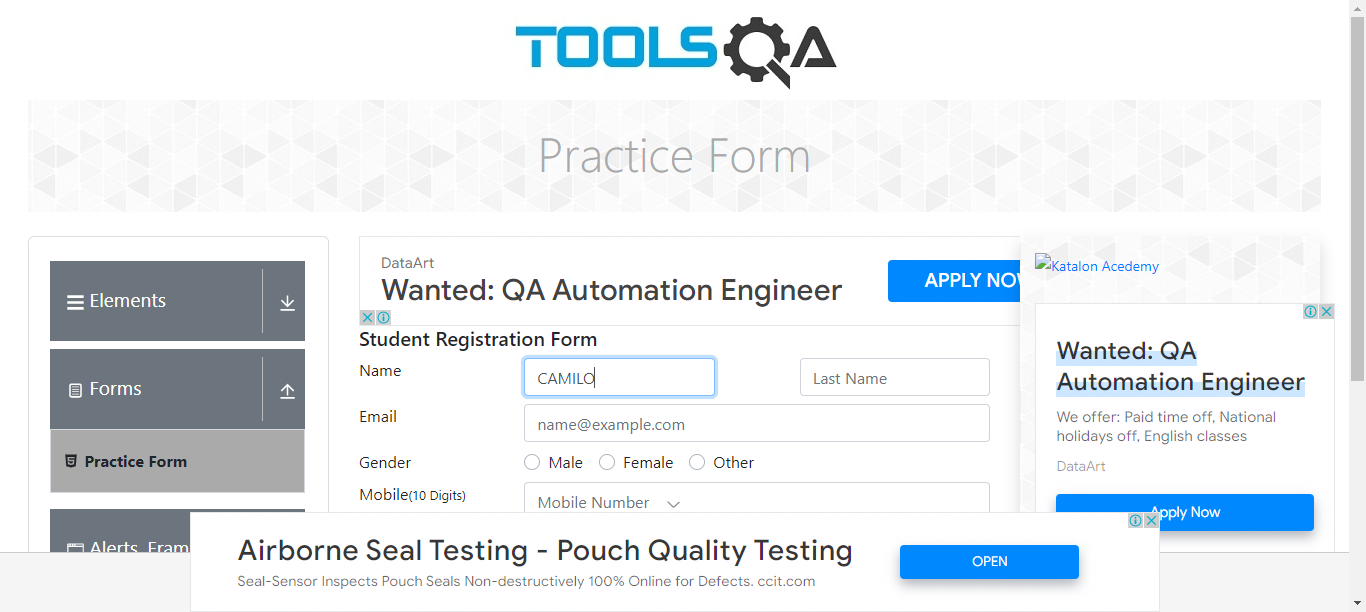 TOOLSQA
Practice Form
Elements
Forms
Practice Form
DataArt
Wanted: QA Automation Engineer
APPLY NOW
Student Registration Form
Name
CAMILO
Last Name
Email
name@example.com
Gender
Male
Female
Other
Mobile(10 Digits)
Mobile Number
Katalon Acedemy
Wanted: QA
Automation Engineer
We offer: Paid time off, National
holidays off, English classes
DataArt
Apply Now
Alerts, Fram
Airborne Seal Testing - Pouch Quality Testing
Seal-Sensor Inspects Pouch Seals Non-destructively 100% Online for Defects. ccit.com
OPEN